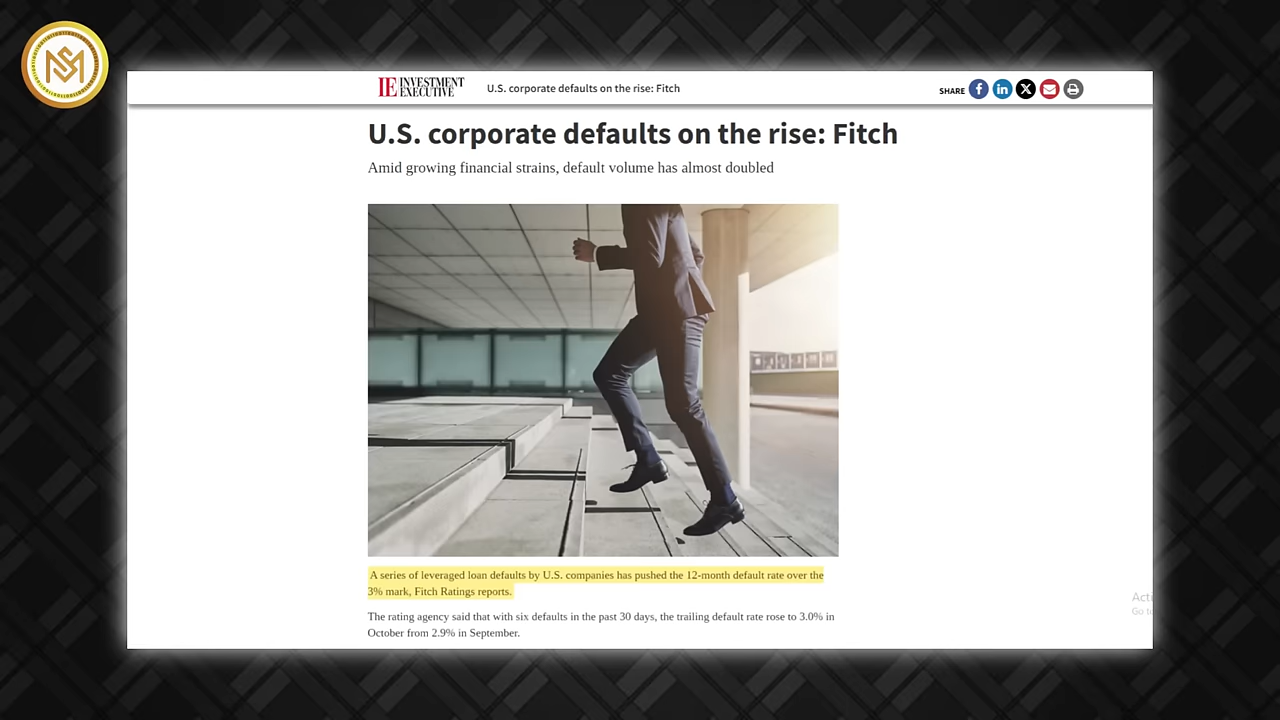 IE INVESTMENT
EXECUTIVE
U.S. corporate defaults on the rise: Fitch
SHARE
U.S. corporate defaults on the rise: Fitch
Amid growing financial strains, default volume has almost doubled
A series of leveraged loan defaults by U.S. companies has pushed the 12-month default rate over the
3% mark, Fitch Ratings reports.
The rating agency said that with six defaults in the past 30 days, the trailing default rate rose to 3.0% in
October from 2.9% in September.